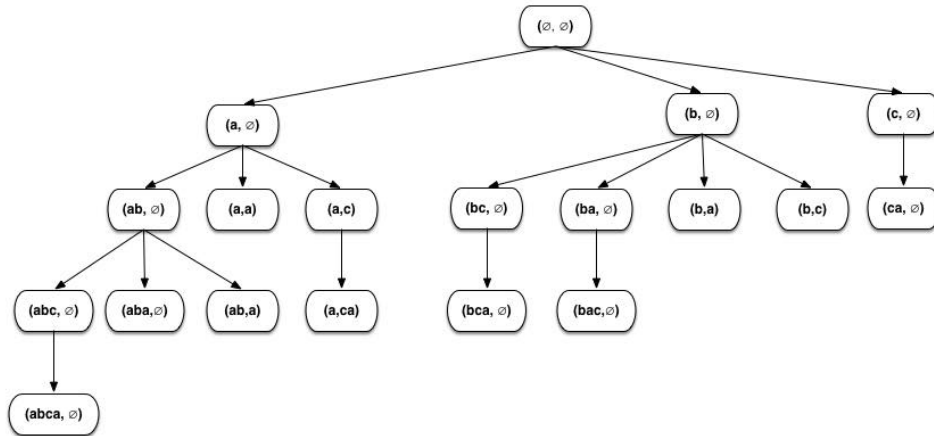 (∅, ∅)
(a, ∅)
(b, ∅)
(c, ∅)
(ab, ∅)
(a,a)
(a,c)
(bc, ∅)
(ba, ∅)
(b,a)
(b,c)
(ca, ∅)
(abc, ∅)
(aba,∅)
(ab,a)
(a,ca)
(bca, ∅)
(bac,∅)
(abca, ∅)